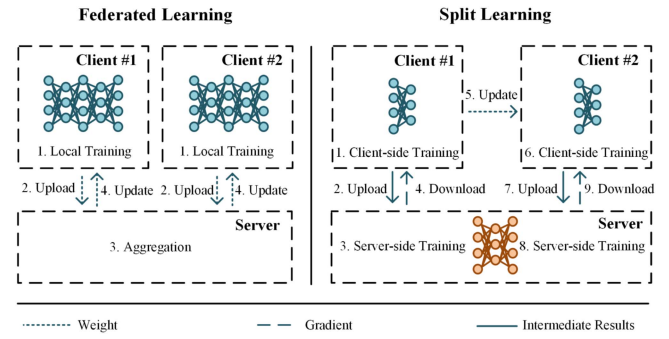 Federated Learning
Split Learning
Client #1
Client #2
Client #1
Client #2
5. Update
1. Local Training
1. Local Training
1. Client-side Training
6. Client-side Training
2. Upload
4. Update
2. Upload
4. Update
2. Upload
4. Download
7. Upload
9. Download
Server
Server
3. Aggregation
3. Server-side Training
8. Server-side Training
Weight
Gradient
Intermediate Results